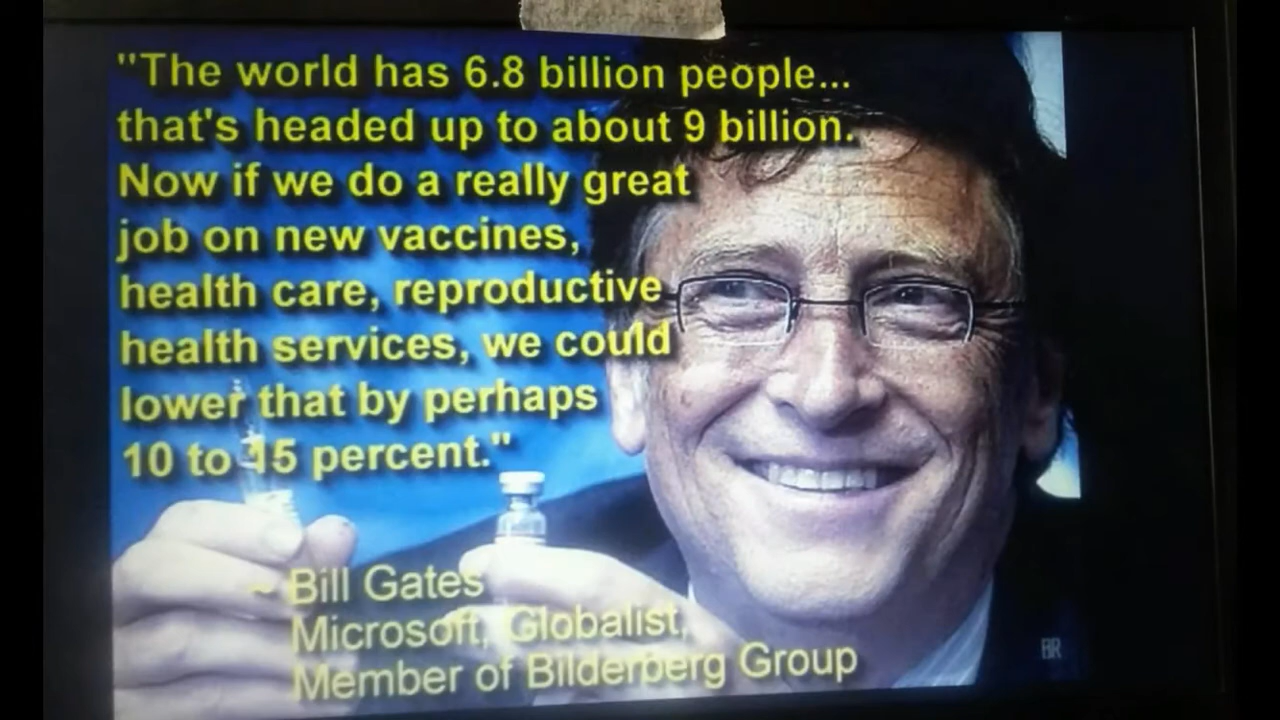 "The world has 6.8 billion people...
that's headed up to about 9 billion.
Now if we do a really great
job on new vaccines,
health care, reproductive
health services, we could
lower that by perhaps
10 to 15 percent."
~ Bill Gates
Microsoft, Globalist,
Member of Bilderberg Group
BR